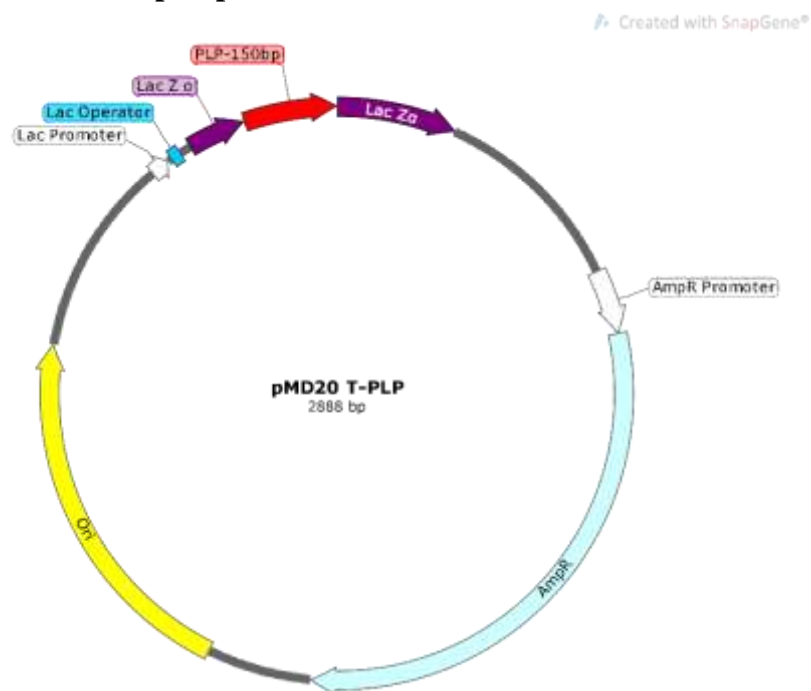 Created with SnapGene®
PLP-150bp
Lac Z α
Lac Zα
Lac Operator
Lac Promoter
AmpR Promoter
pMD20 T-PLP
2888 bp
Ori
AmpR